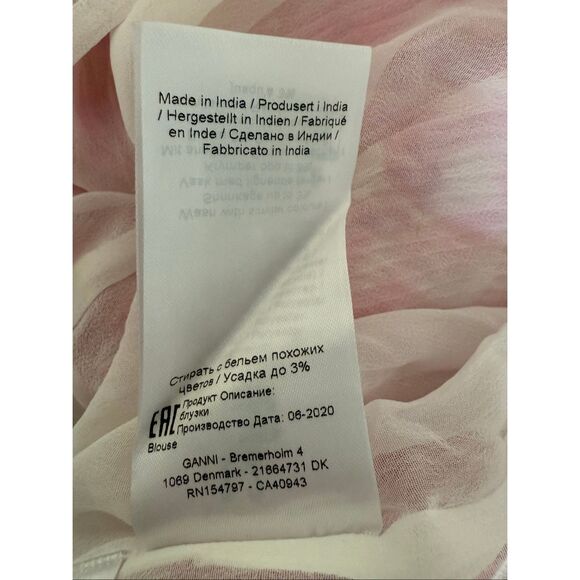 Made in India / Produsert i India
/ Hergestellt in Indien / Fabriqué
en Inde / Сделано в Индии /
Fabbricato in India
Стирать с бельем похожих
цветов / Усадка до 3%
Продукт Описание:
блузки
EAC
Производство Дата: 06-2020
Blouse
GANNI - Bremerholm 4
1069 Denmark - 21664731 DK
RN154797 - CA40943